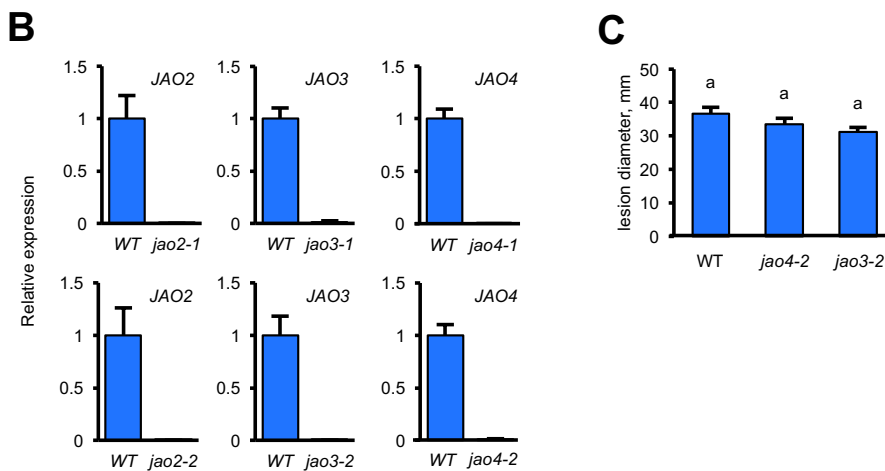 B
Relative expression
1.5
1
0.5
0
JAO2
WT jao2-1
1.5
1
0.5
0
JAO3
WT jao3-1
1.5
1
0.5
0
JAO4
WT jao4-1
1.5
1
0.5
0
JAO2
WT jao2-2
1.5
1
0.5
0
JAO3
WT jao3-2
1.5
1
0.5
0
JAO4
WT jao4-2
C
lesion diameter, mm
50
40
30
20
10
0
a a a
WT jao4-2 jao3-2